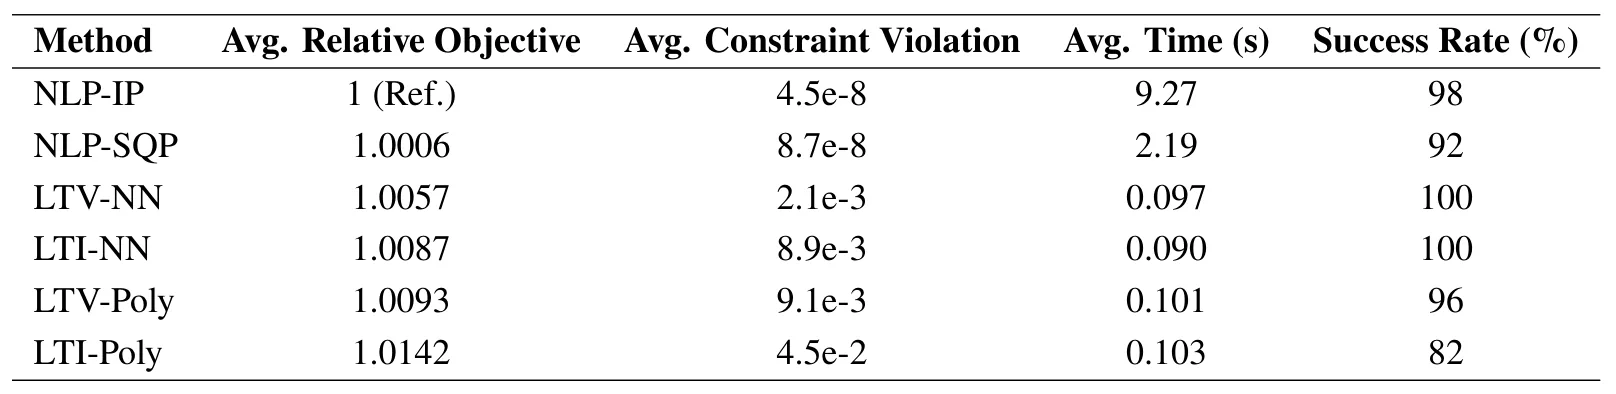 Method Avg. Relative Objective Avg. Constraint Violation Avg. Time (s) Success Rate (%)
NLP-IP 1 (Ref.) 4.5e-8 9.27 98
NLP-SQP 1.0006 8.7e-8 2.19 92
LTV-NN 1.0057 2.1e-3 0.097 100
LTI-NN 1.0087 8.9e-3 0.090 100
LTV-Poly 1.0093 9.1e-3 0.101 96
LTI-Poly 1.0142 4.5e-2 0.103 82